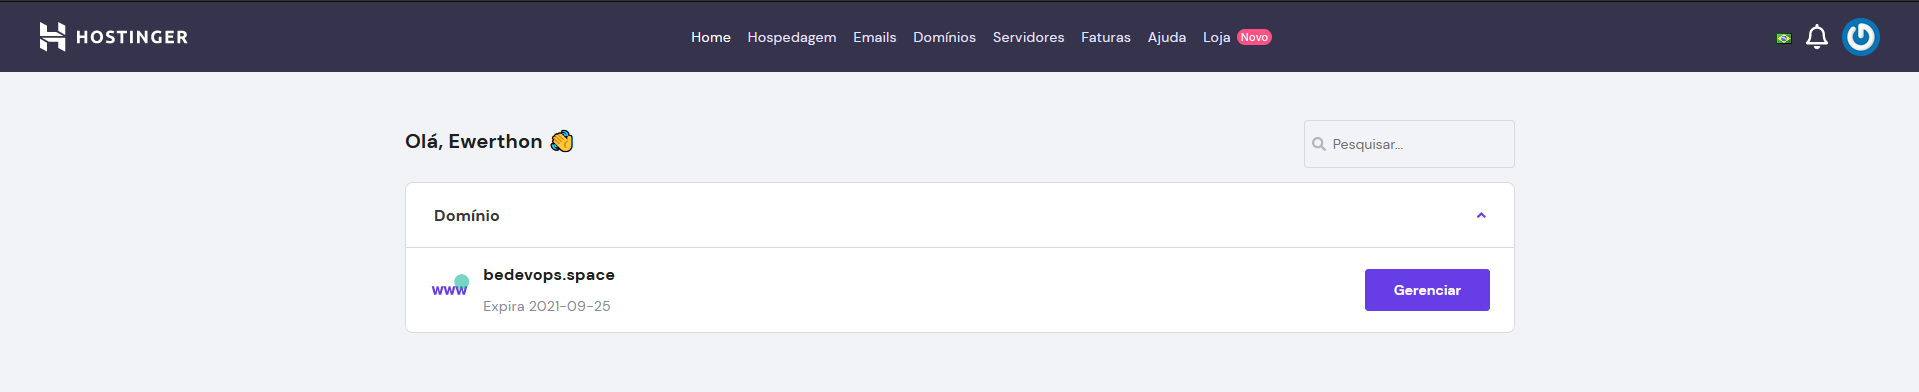 HOSTINGER
Home Hospedagem Emails Domínios Servidores Faturas Ajuda Loja Novo
Olá, Ewerthon
Pesquisar...
Domínio
www
bedevops.space
Expira 2021-09-25
Gerenciar